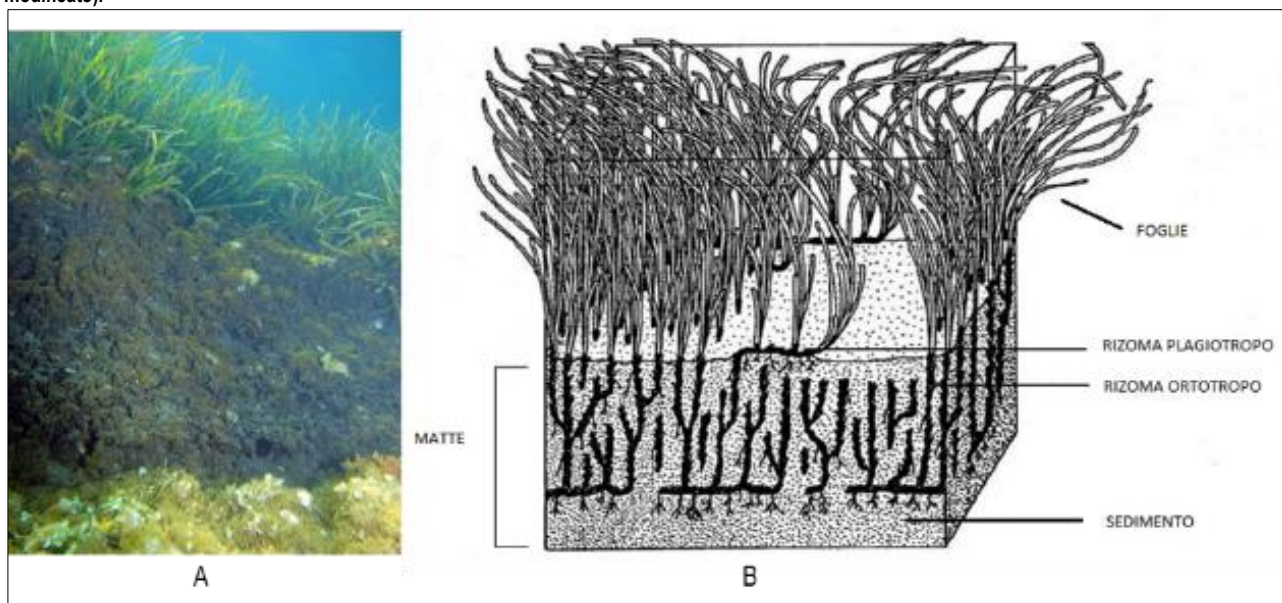 modificato).
FOGLIE
RIZOMA PLAGIOTROPO
RIZOMA ORTOTROPO
MATTE
SEDIMENTO
A
B